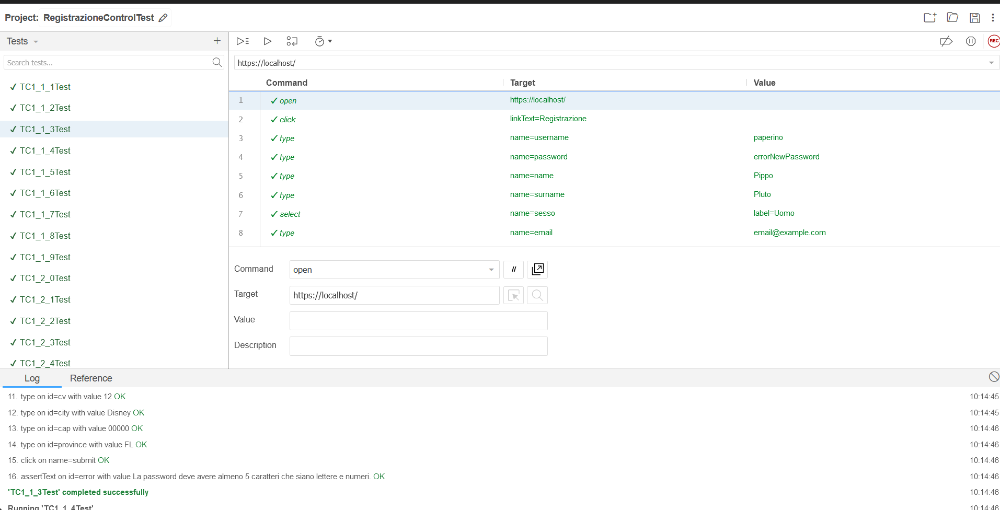 Project: RegistrazioneControlTest
Tests
Search tests...
✓ TC1_1_1Test
✓ TC1_1_2Test
✓ TC1_1_3Test
✓ TC1_1_4Test
✓ TC1_1_5Test
✓ TC1_1_6Test
✓ TC1_1_7Test
✓ TC1_1_8Test
✓ TC1_1_9Test
✓ TC1_2_0Test
✓ TC1_2_1Test
✓ TC1_2_2Test
✓ TC1_2_3Test
✓ TC1_2_4Test
REC
https://localhost/
Command Target Value
1 ✓ open https://localhost/
2 ✓ click linkText=Registrazione
3 ✓ type name=username paperino
4 ✓ type name=password errorNewPassword
5 ✓ type name=name Pippo
6 ✓ type name=surname Pluto
7 ✓ select name=sesso label=Uomo
8 ✓ type name=email email@example.com
Command open //
Target https://localhost/
Value
Description
Log Reference
11. type on id=cv with value 12 OK 10:14:45
12. type on id=city with value Disney OK 10:14:45
13. type on id=cap with value 00000 OK 10:14:46
14. type on id=province with value FL OK 10:14:46
15. click on name=submit OK 10:14:46
16. assertText on id=error with value La password deve avere almeno 5 caratteri che siano lettere e numeri. OK 10:14:46
'TC1_1_3Test' completed successfully 10:14:46
Running 'TC1_1_4Test' 10:14:46